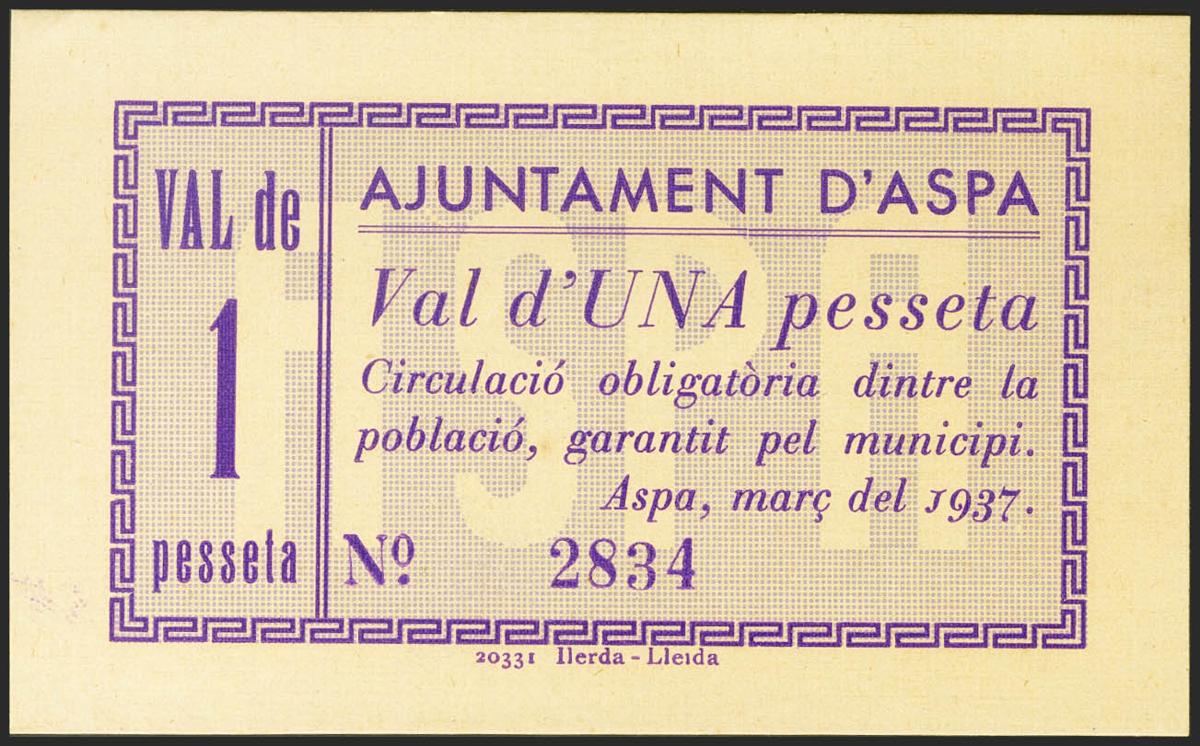 VAL de
1
pesseta
AJUNTAMENT D'ASPA
Val d'UNA pesseta
Circulació obligatòria dintre la
població, garantit pel municipi.
Aspa, març del 1937.
Nº 2834
ASPA
20331 Ilerda - Lleida